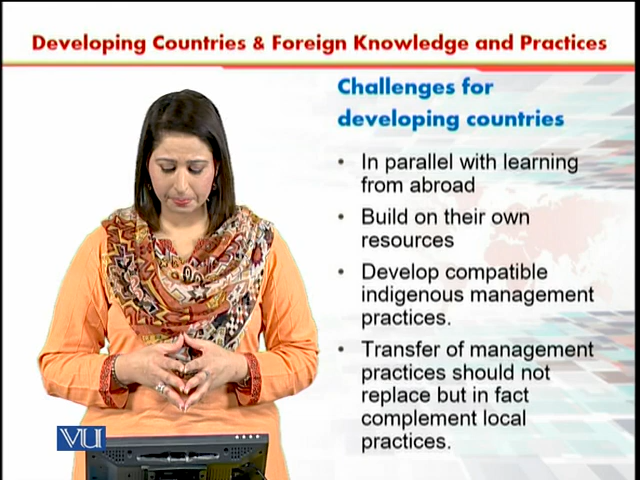 Developing Countries & Foreign Knowledge and Practices
Challenges for
developing countries
• In parallel with learning
from abroad
• Build on their own
resources
• Develop compatible
indigenous management
practices.
• Transfer of management
practices should not
replace but in fact
complement local
practices.
VU